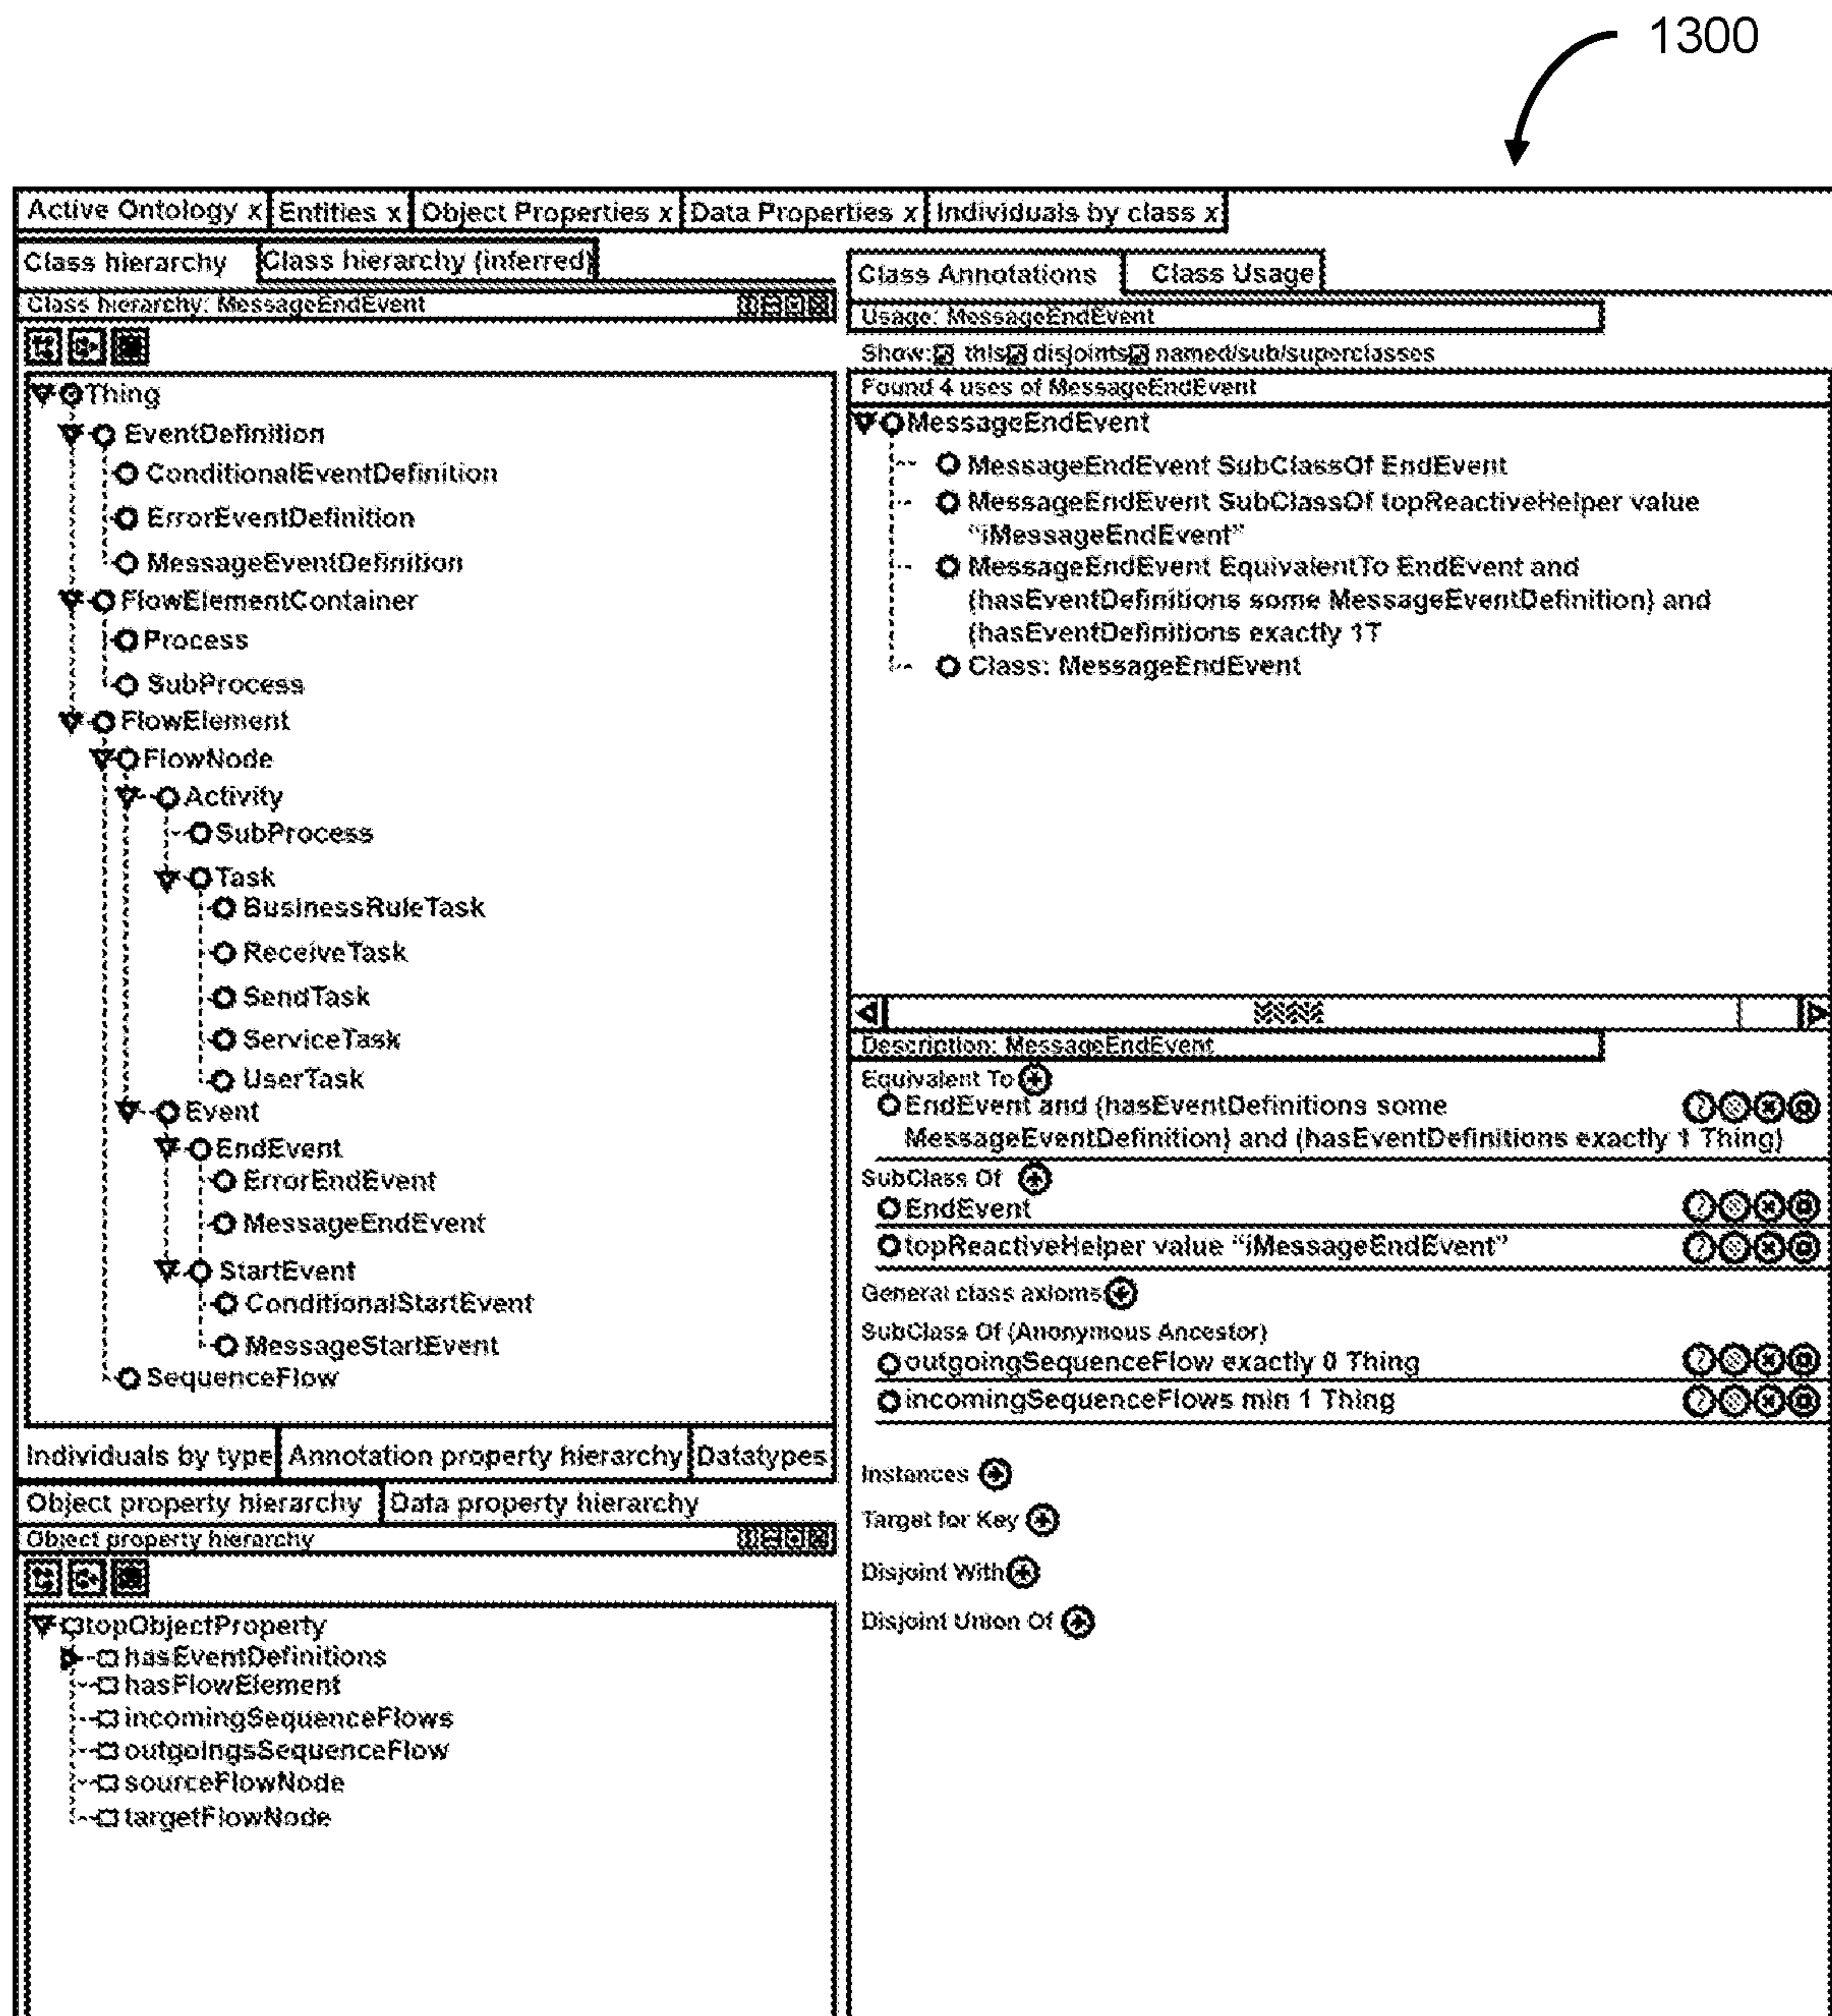 1300
Active Ontology x Entities x Object Properties x Data Properties x Individuals by class x
Class hierarchy Class hierarchy (inferred)
Class hierarchy: MessageEndEvent
Thing
EventDefinition
ConditionalEventDefinition
ErrorEventDefinition
MessageEventDefinition
FlowElementContainer
Process
SubProcess
FlowElement
FlowNode
Activity
SubProcess
Task
BusinessRuleTask
ReceiveTask
SendTask
ServiceTask
UserTask
Event
EndEvent
ErrorEndEvent
MessageEndEvent
StartEvent
ConditionalStartEvent
MessageStartEvent
SequenceFlow
Individuals by type Annotation property hierarchy Datatypes
Object property hierarchy Data property hierarchy
Object property hierarchy
topObjectProperty
hasEventDefinitions
hasFlowElement
incomingSequenceFlows
outgoingsSequenceFlow
sourceFlowNode
targetFlowNode
Class Annotations Class Usage
Usage: MessageEndEvent
Show: this disjoints named/sub/superclasses
Found 4 uses of MessageEndEvent
MessageEndEvent
MessageEndEvent SubClassOf EndEvent
MessageEndEvent SubClassOf topReactiveHelper value
“iMessageEndEvent”
MessageEndEvent EquivalentTo EndEvent and
(hasEventDefinitions some MessageEventDefinition) and
(hasEventDefinitions exactly 1T
Class: MessageEndEvent
Description: MessageEndEvent
Equivalent To
EndEvent and (hasEventDefinitions some
MessageEventDefinition) and (hasEventDefinitions exactly 1 Thing)
SubClass Of
EndEvent
topReactiveHelper value “iMessageEndEvent”
General class axioms
SubClass Of (Anonymous Ancestor)
outgoingSequenceFlow exactly 0 Thing
incomingSequenceFlows min 1 Thing
Instances
Target for Key
Disjoint With
Disjoint Union Of